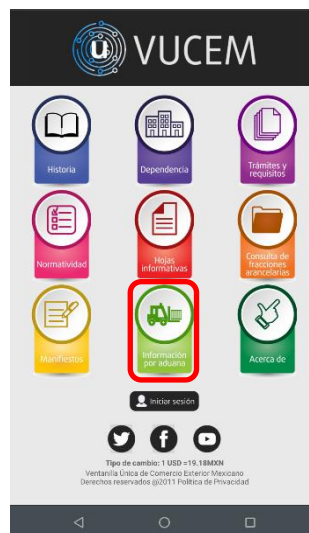 VUCEM
Historia
Dependencia
Trámites y
requisitos
Normatividad
Hojas
informativas
Consulta de
fracciones
arancelarias
Manifiestos
Información
por aduana
Acerca de
Iniciar sesión
Tipo de cambio: 1 USD =19.18MXN
Ventanilla Única de Comercio Exterior Mexicano
Derechos reservados @2011 Política de Privacidad